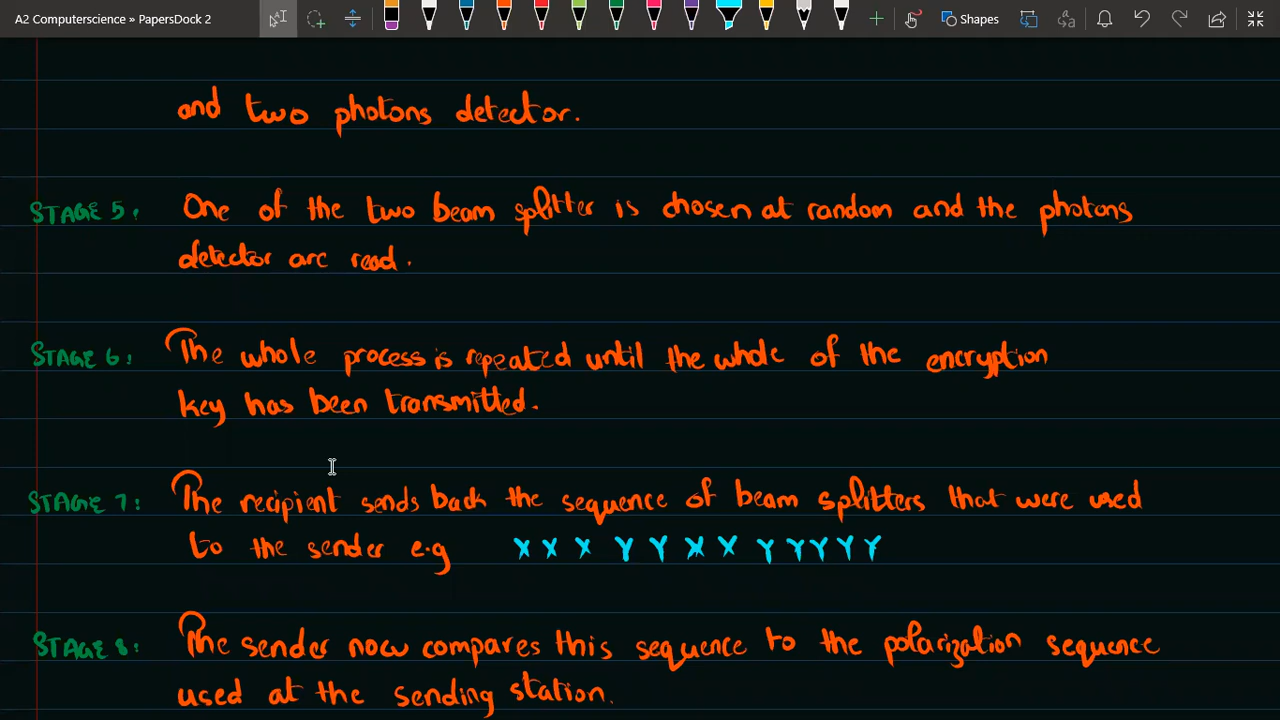 A2 Computerscience » PapersDock 2
Shapes
and two photons detector.
STAGE 5: One of the two beam splitter is chosen at random and the photons
detector are read.
STAGE 6: The whole process is repeated until the whole of the encryption
key has been transmitted.
STAGE 7: The recipient sends back the sequence of beam splitters that were used
to the sender e.g X X X Y Y X X Y Y Y Y Y
STAGE 8: The sender now compares this sequence to the polarization sequence
used at the sending station.